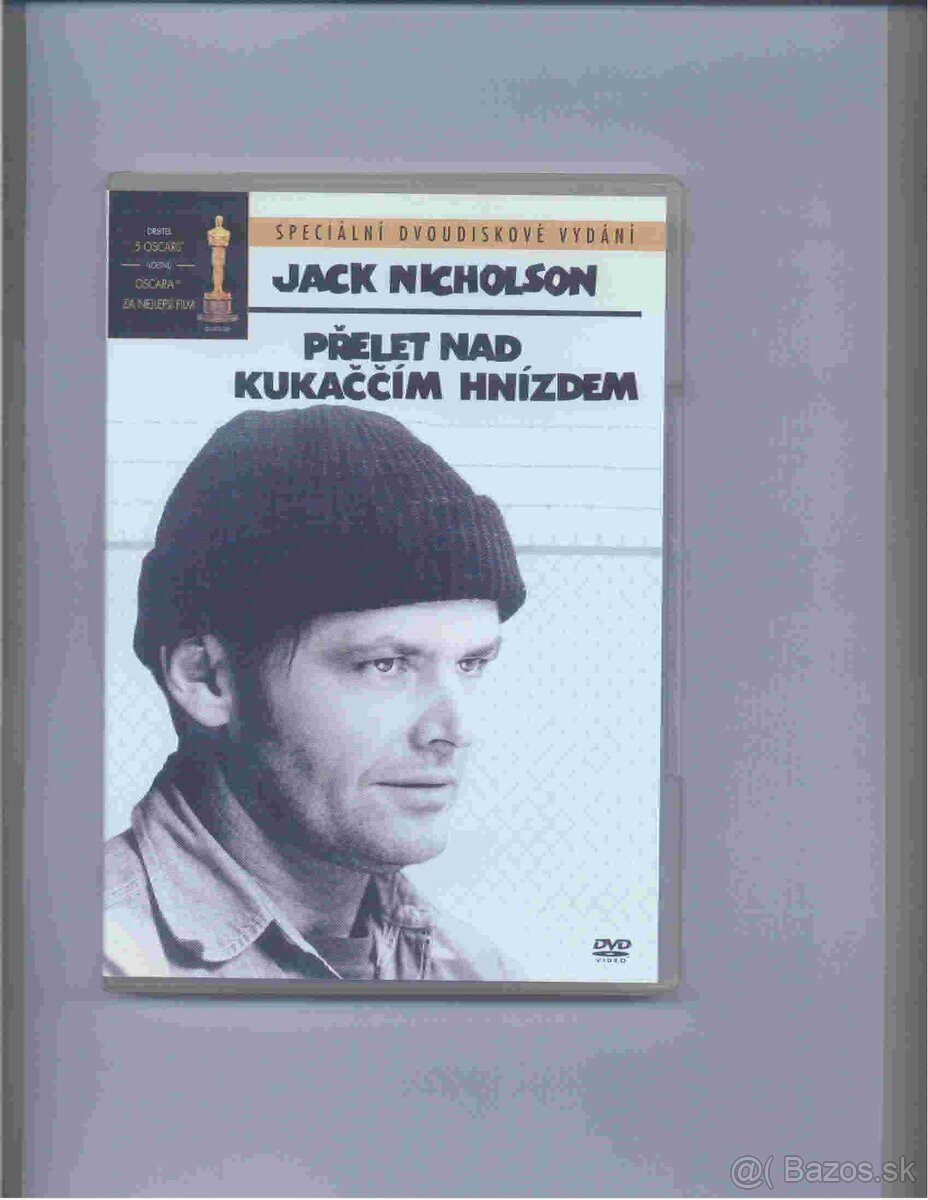 DRŽITEL
5 OSCARŮ®
VČETNĚ
OSCARA®
ZA NEJLEPŠÍ FILM
SPECIÁLNÍ DVOUDISKOVÉ VYDÁNÍ
JACK NICHOLSON
PŘELET NAD
KUKAČČÍM HNÍZDEM
DVD
VIDEO
@( Bazos.sk